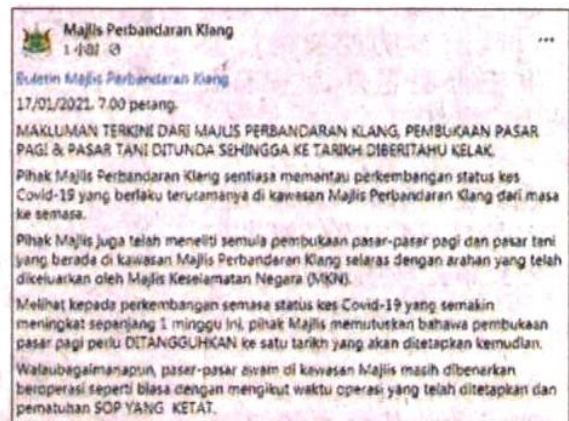 Majlis Perbandaran Klang
1 小时
Buletin Majlis Perbandaran Klang
17/01/2021, 7.00 petang.
MAKLUMAN TERKINI DARI MAJLIS PERBANDARAN KLANG, PEMBUKAAN PASAR
PAGI & PASAR TANI DITUNDA SEHINGGA KE TARIKH DIBERITAHU KELAK.
Pihak Majlis Perbandaran Klang sentiasa memantau perkembangan status kes
Covid-19 yang berlaku terutamanya di kawasan Majlis Perbandaran Klang dari masa
ke semasa.
Pihak Majlis juga telah meneliti semula pembukaan pasar-pasar pagi dan pasar tani
yang berada di kawasan Majlis Perbandaran Klang selaras dengan arahan yang telah
dikeluarkan oleh Majlis Keselamatan Negara (MKN).
Melihat kepada perkembangan semasa status kes Covid-19 yang semakin
meningkat sepanjang 1 minggu ini, pihak Majlis memutuskan bahawa pembukaan
pasar pagi perlu DITANGGUHKAN ke satu tarikh yang akan ditetapkan kemudian.
Walaubagaimanapun, pasar-pasar awam di kawasan Majlis masih dibenarkan
beroperasi seperti biasa dengan mengikut waktu operasi yang telah ditetapkan dan
pematuhan SOP YANG KETAT.